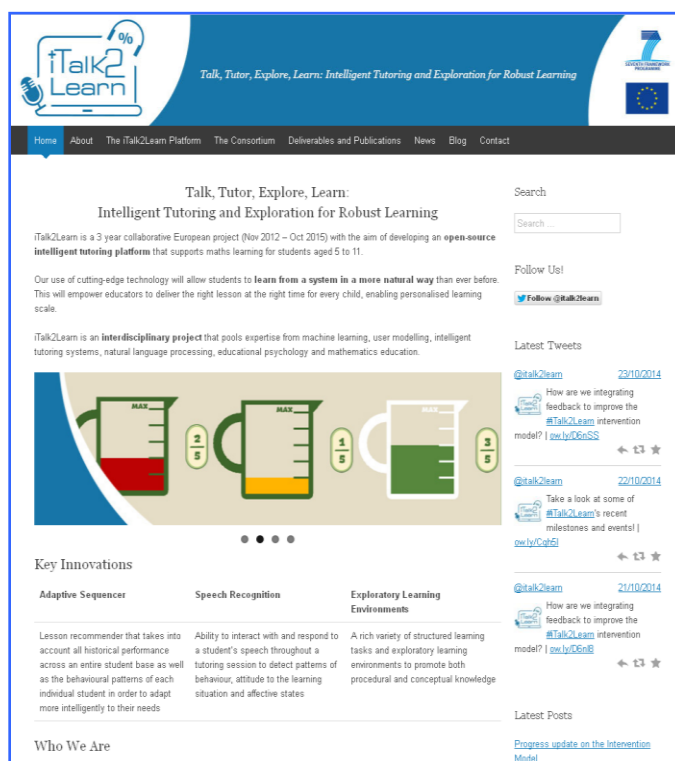 %
iTalk2
Learn
Talk, Tutor, Explore, Learn: Intelligent Tutoring and Exploration for Robust Learning
7
SEVENTH FRAMEWORK
PROGRAMME
Home About The iTalk2Learn Platform The Consortium Deliverables and Publications News Blog Contact
Talk, Tutor, Explore, Learn:
Intelligent Tutoring and Exploration for Robust Learning
iTalk2Learn is a 3 year collaborative European project (Nov 2012 – Oct 2015) with the aim of developing an open-source
intelligent tutoring platform that supports maths learning for students aged 5 to 11.
Our use of cutting-edge technology will allow students to learn from a system in a more natural way than ever before.
This will empower educators to deliver the right lesson at the right time for every child, enabling personalised learning
scale.
iTalk2Learn is an interdisciplinary project that pools expertise from machine learning, user modelling, intelligent
tutoring systems, natural language processing, educational psychology and mathematics education.
MAX
2
5
MAX
1
5
MAX
3
5
Key Innovations
Adaptive Sequencer
Lesson recommender that takes into
account all historical performance
across an entire student base as well
as the behavioural patterns of each
individual student in order to adapt
more intelligently to their needs
Speech Recognition
Ability to interact with and respond to
a student's speech throughout a
tutoring session to detect patterns of
behaviour, attitude to the learning
situation and affective states
Exploratory Learning
Environments
A rich variety of structured learning
tasks and exploratory learning
environments to promote both
procedural and conceptual knowledge
Who We Are
Search
Search ...
Follow Us!
Follow @italk2learn
Latest Tweets
@italk2learn 23/10/2014
How are we integrating
feedback to improve the
#iTalk2Learn intervention
model? | ow.ly/D6nSS
@italk2learn 22/10/2014
Take a look at some of
#iTalk2Learn's recent
milestones and events! |
ow.ly/Cqh5I
@italk2learn 21/10/2014
How are we integrating
feedback to improve the
#iTalk2Learn intervention
model? | ow.ly/D6nI8
Latest Posts
Progress update on the Intervention
Model